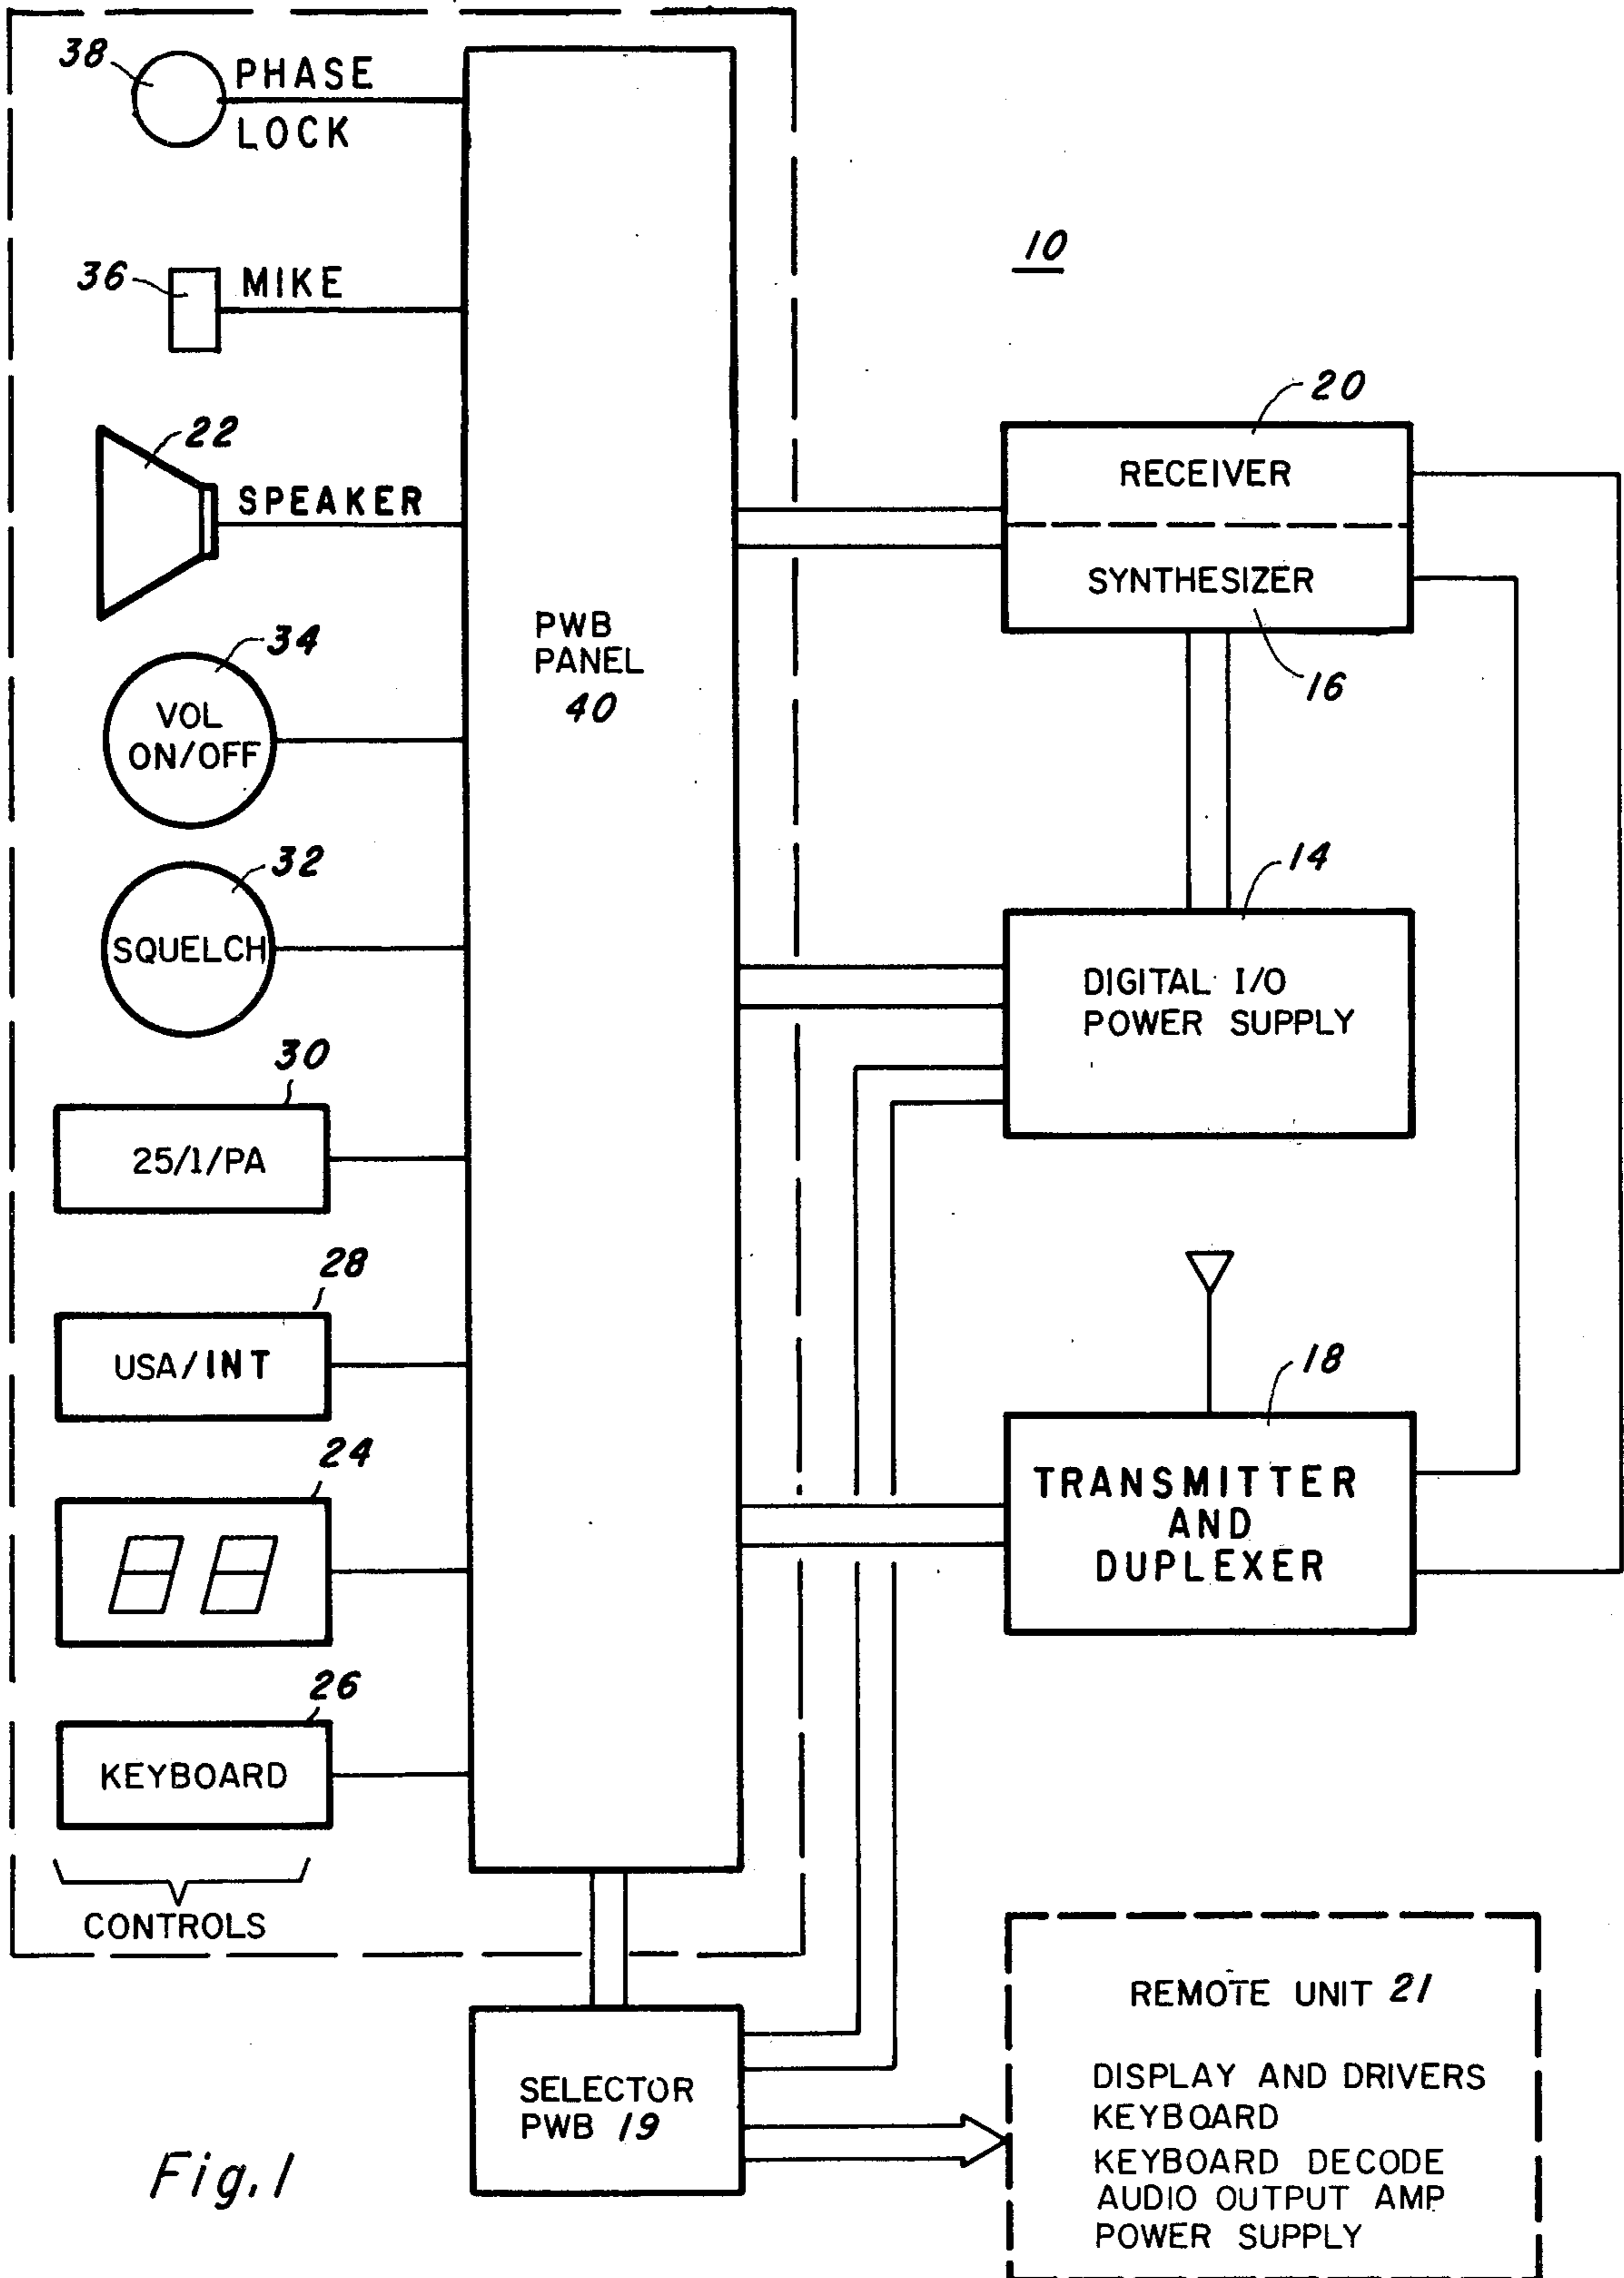 38
PHASE
LOCK
10
36
MIKE
20
22
SPEAKER
RECEIVER
SYNTHESIZER
16
34
VOL
ON/OFF
PWB
PANEL
40
32
SQUELCH
14
DIGITAL I/O
POWER SUPPLY
30
25/1/PA
28
USA/INT
18
TRANSMITTER
AND
DUPLEXER
24
88
26
KEYBOARD
CONTROLS
SELECTOR
PWB 19
REMOTE UNIT 21
DISPLAY AND DRIVERS
KEYBOARD
KEYBOARD DECODE
AUDIO OUTPUT AMP
POWER SUPPLY
Fig. 1